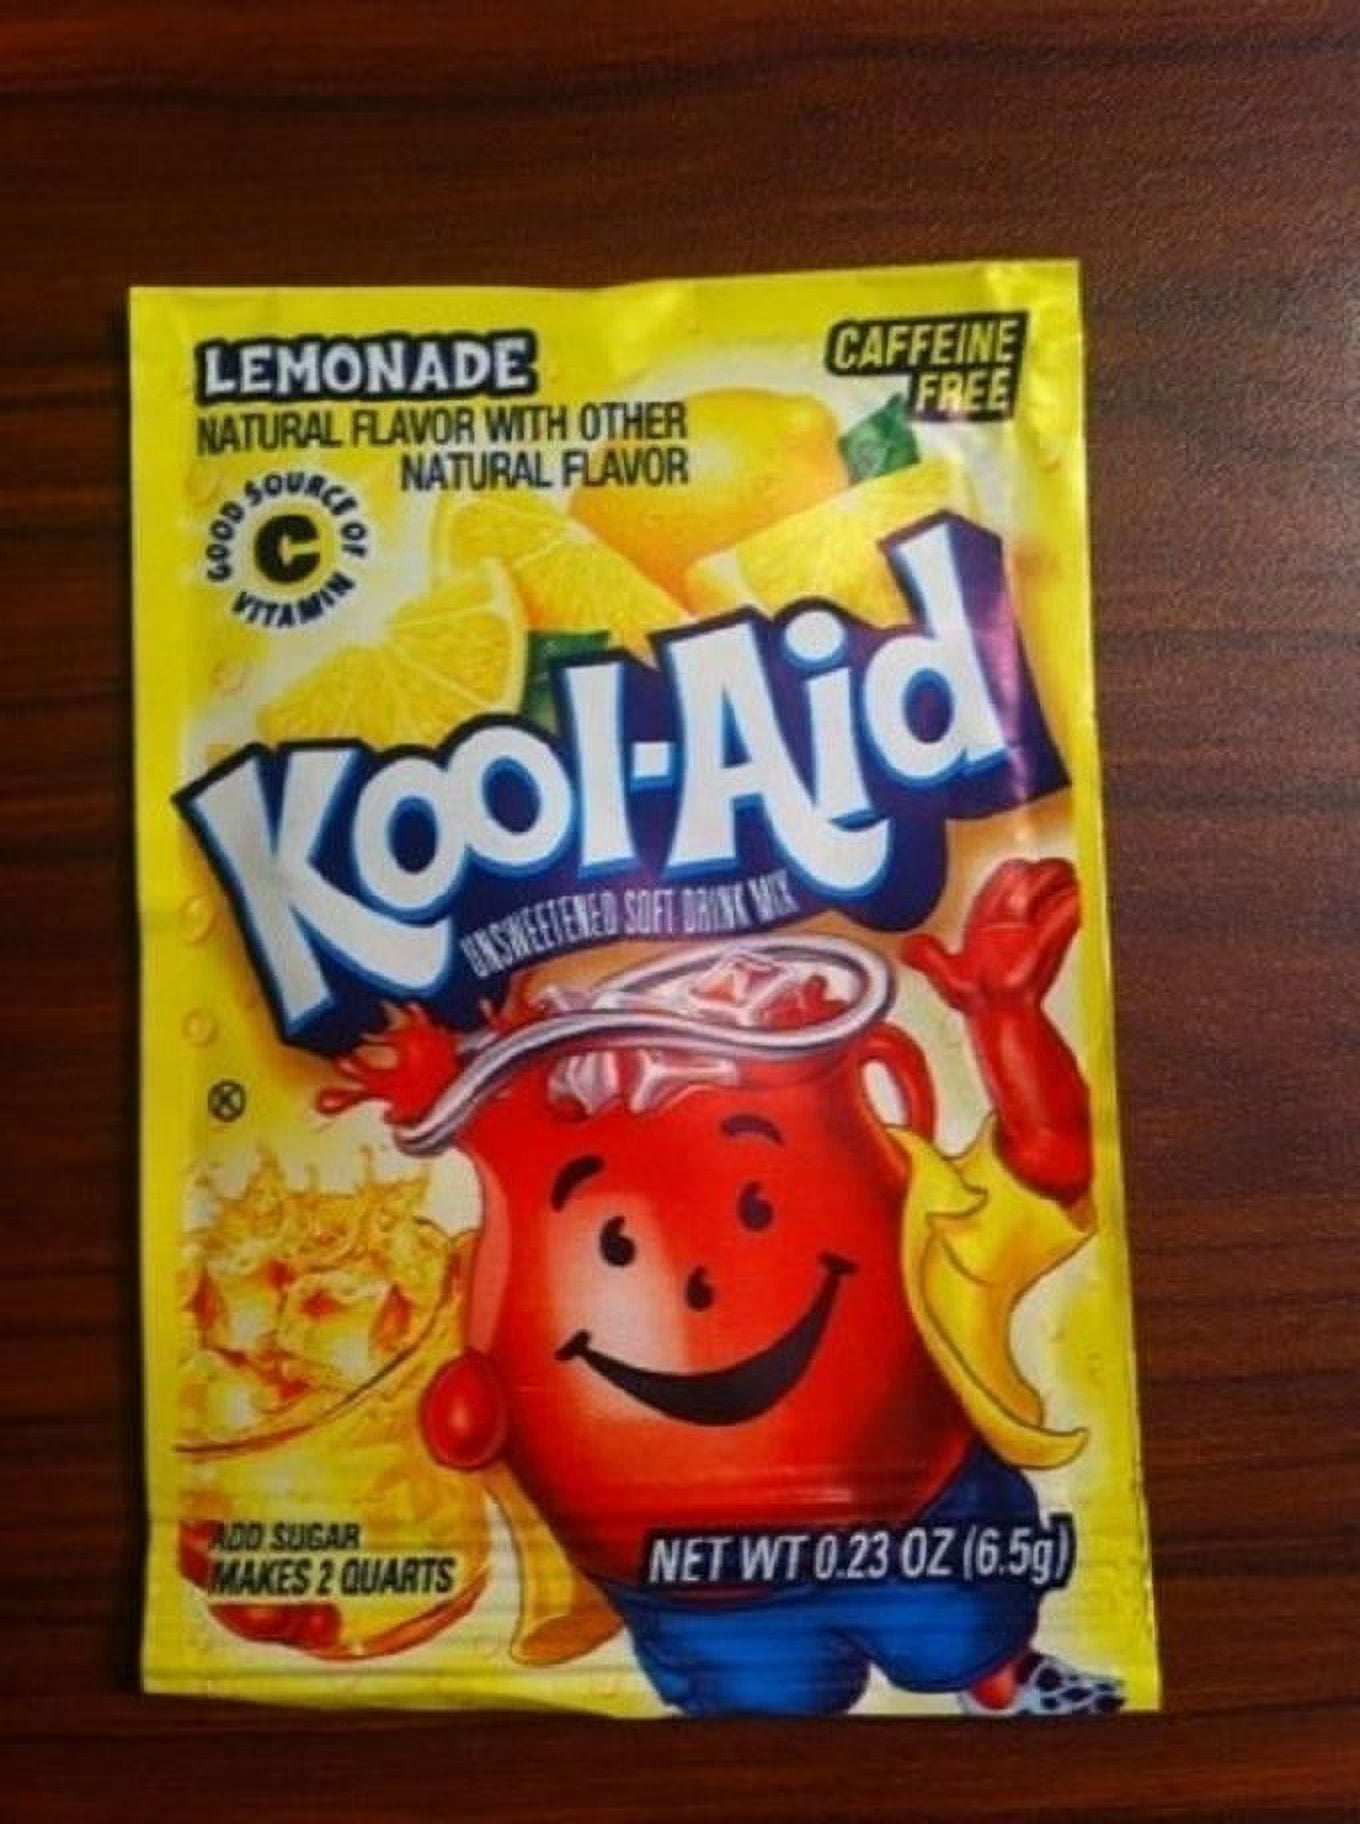 LEMONADE
CAFFEINE
FREE
NATURAL FLAVOR WITH OTHER
NATURAL FLAVOR
GOOD SOURCE OF
C
VITAMIN
Kool-Aid
UNSWEETENED SOFT DRINK MIX
K
ADD SUGAR
MAKES 2 QUARTS
NET WT 0.23 OZ (6.5g)